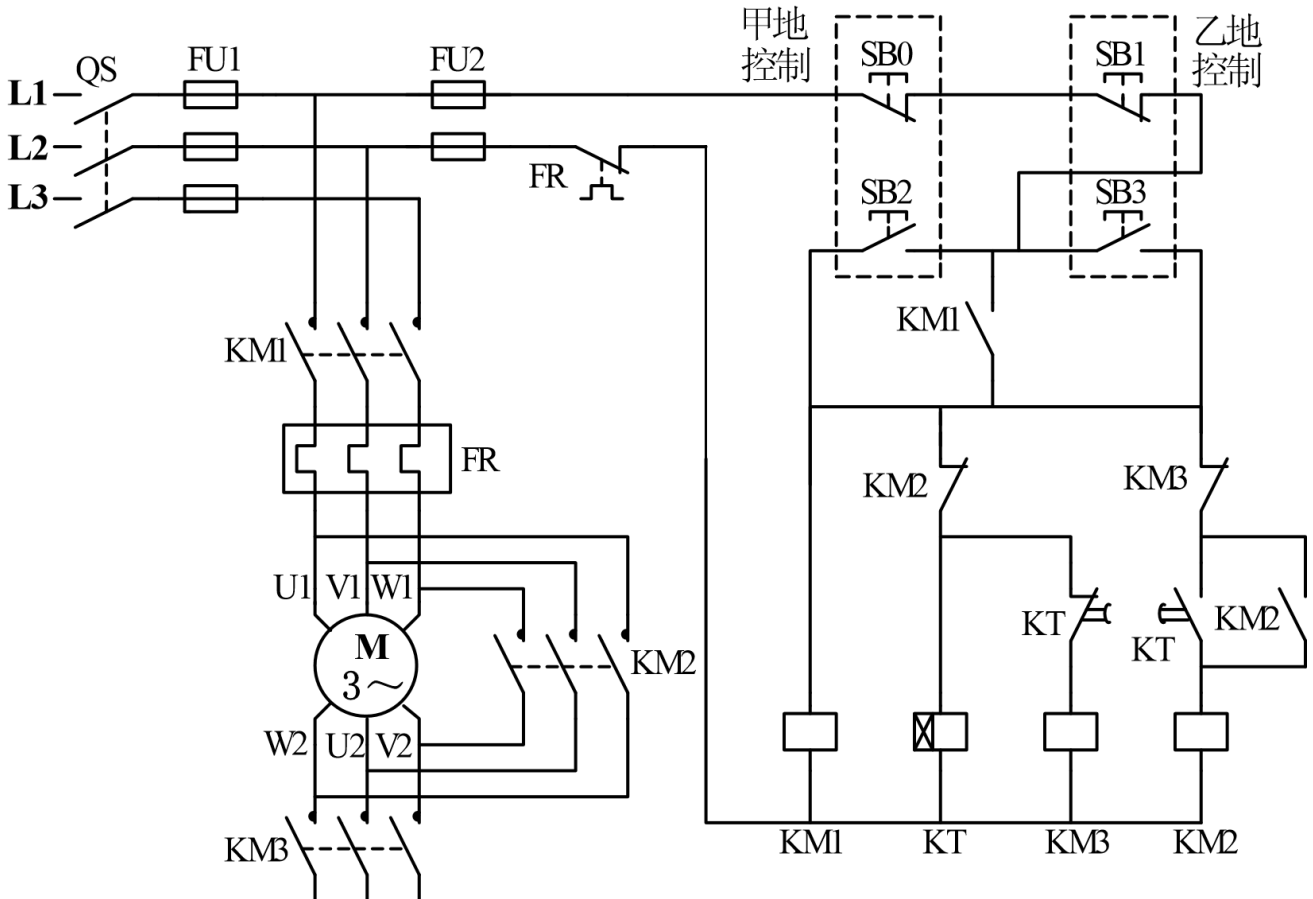 甲地
控制
乙地
控制
QS
FU1
FU2
SB0
SB1
L1
L2
L3
FR
SB2
SB3
KM1
KM1
FR
KM2
KM3
U1
V1
W1
KT
KT
KM2
M
3～
KM2
W2
U2
V2
KM3
KM1
KT
KM3
KM2